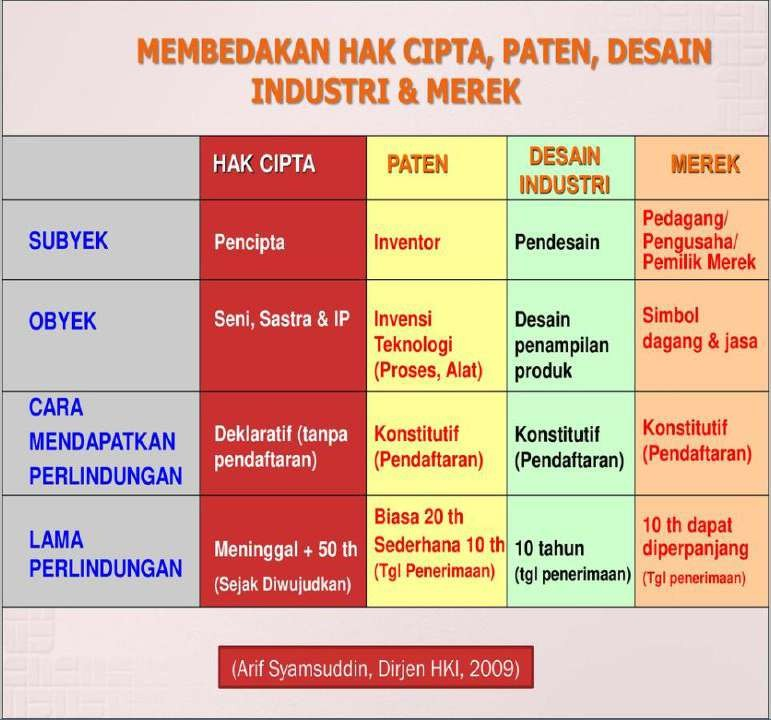 MEMBEDAKAN HAK CIPTA, PATEN, DESAIN
INDUSTRI & MEREK
HAK CIPTA
PATEN
DESAIN
INDUSTRI
MEREK
SUBYEK
Pencipta
Inventor
Pendesain
Pedagang/
Pengusaha/
Pemilik Merek
OBYEK
Seni, Sastra & IP
Invensi
Teknologi
(Proses, Alat)
Desain
penampilan
produk
Simbol
dagang & jasa
CARA
MENDAPATKAN
PERLINDUNGAN
Deklaratif (tanpa
pendaftaran)
Konstitutif
(Pendaftaran)
Konstitutif
(Pendaftaran)
Konstitutif
(Pendaftaran)
LAMA
PERLINDUNGAN
Meninggal + 50 th
(Sejak Diwujudkan)
Biasa 20 th
Sederhana 10 th
(Tgl Penerimaan)
10 tahun
(tgl penerimaan)
10 th dapat
diperpanjang
(Tgl penerimaan)
(Arif Syamsuddin, Dirjen HKI, 2009)